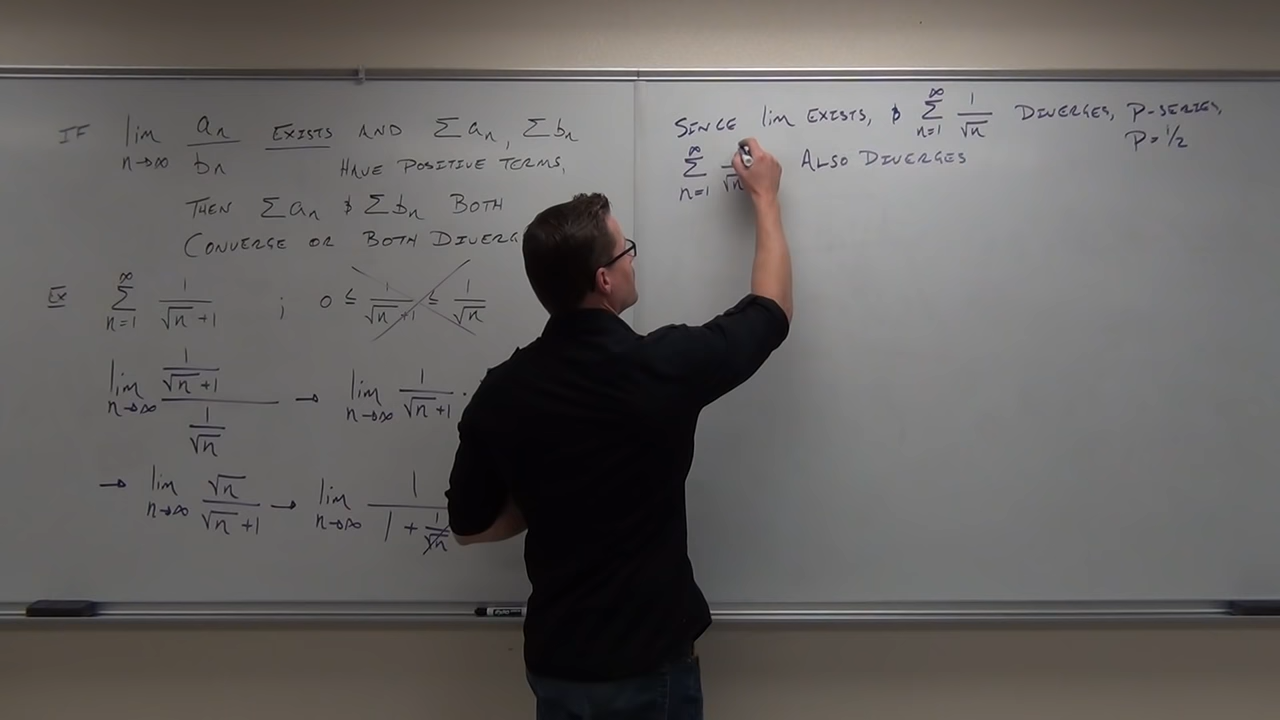 IF lim n→∞ an/bn EXISTS AND Σan, Σbn
HAVE POSITIVE TERMS,
THEN Σan & Σbn BOTH
CONVERGE OR BOTH DIVERG
Ex ∞ Σ n=1 1/(√n+1) ; 0 ≤ 1/(√n+1) ≤ 1/√n
lim n→∞ (1/(√n+1))/(1/√n) → lim n→∞ 1/(√n+1) ·
→ lim n→∞ √n/(√n+1) → lim n→∞ 1/(1+1/√n)
SINCE lim EXISTS, & ∞ Σ n=1 1/√n DIVERGES, P-SERIES,
P=1/2
∞ Σ n=1 √n ALSO DIVERGES
EXPO